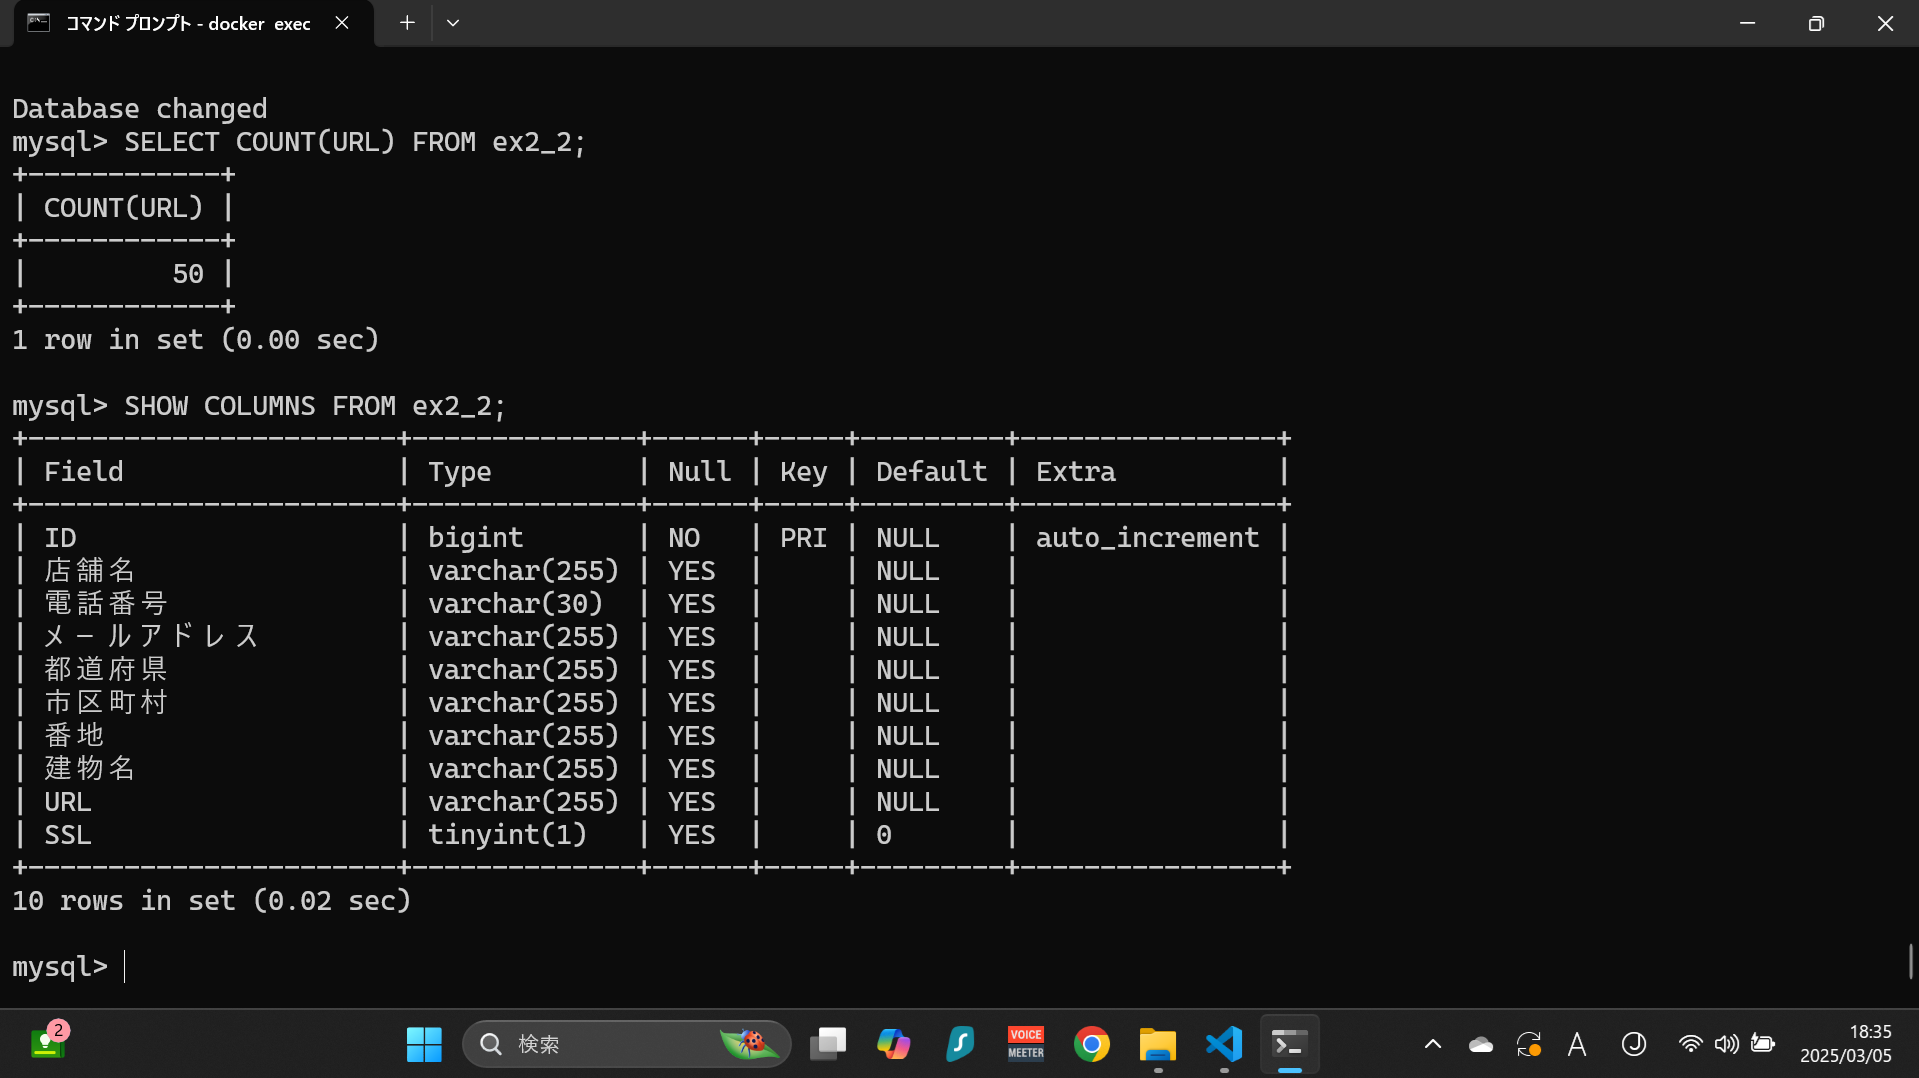 コマンド プロンプト - docker exec
Database changed
mysql> SELECT COUNT(URL) FROM ex2_2;
+------------+
| COUNT(URL) |
+------------+
|         50 |
+------------+
1 row in set (0.00 sec)
mysql> SHOW COLUMNS FROM ex2_2;
+-----------------------+--------------+------+-----+---------+----------------+
| Field                 | Type         | Null | Key | Default | Extra          |
+-----------------------+--------------+------+-----+---------+----------------+
| ID                    | bigint       | NO   | PRI | NULL    | auto_increment |
| 店舗名                | varchar(255) | YES  |     | NULL    |                |
| 電話番号              | varchar(30)  | YES  |     | NULL    |                |
| メールアドレス        | varchar(255) | YES  |     | NULL    |                |
| 都道府県              | varchar(255) | YES  |     | NULL    |                |
| 市区町村              | varchar(255) | YES  |     | NULL    |                |
| 番地                  | varchar(255) | YES  |     | NULL    |                |
| 建物名                | varchar(255) | YES  |     | NULL    |                |
| URL                   | varchar(255) | YES  |     | NULL    |                |
| SSL                   | tinyint(1)   | YES  |     | 0       |                |
+-----------------------+--------------+------+-----+---------+----------------+
10 rows in set (0.02 sec)
mysql>
2
検索
VOICE
MEETER
A
J
18:35
2025/03/05